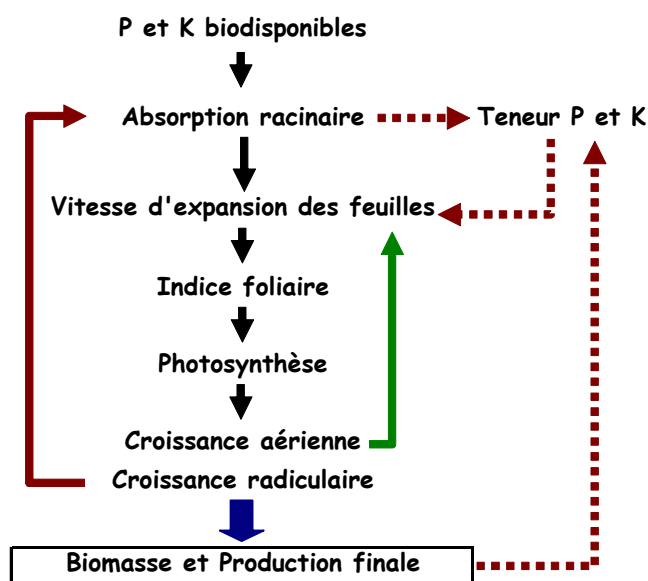 P et K biodisponibles
Absorption racinaire
Teneur P et K
Vitesse d'expansion des feuilles
Indice foliaire
Photosynthèse
Croissance aérienne
Croissance radiculaire
Biomasse et Production finale